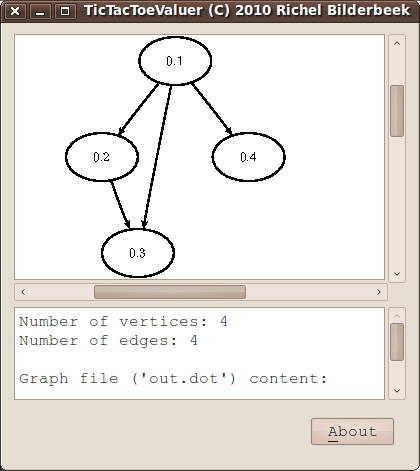 TicTacToeValuer (C) 2010 Richel Bilderbeek
0.1
0.2
0.4
0.3
Number of vertices: 4
Number of edges: 4
Graph file ('out.dot') content:
About